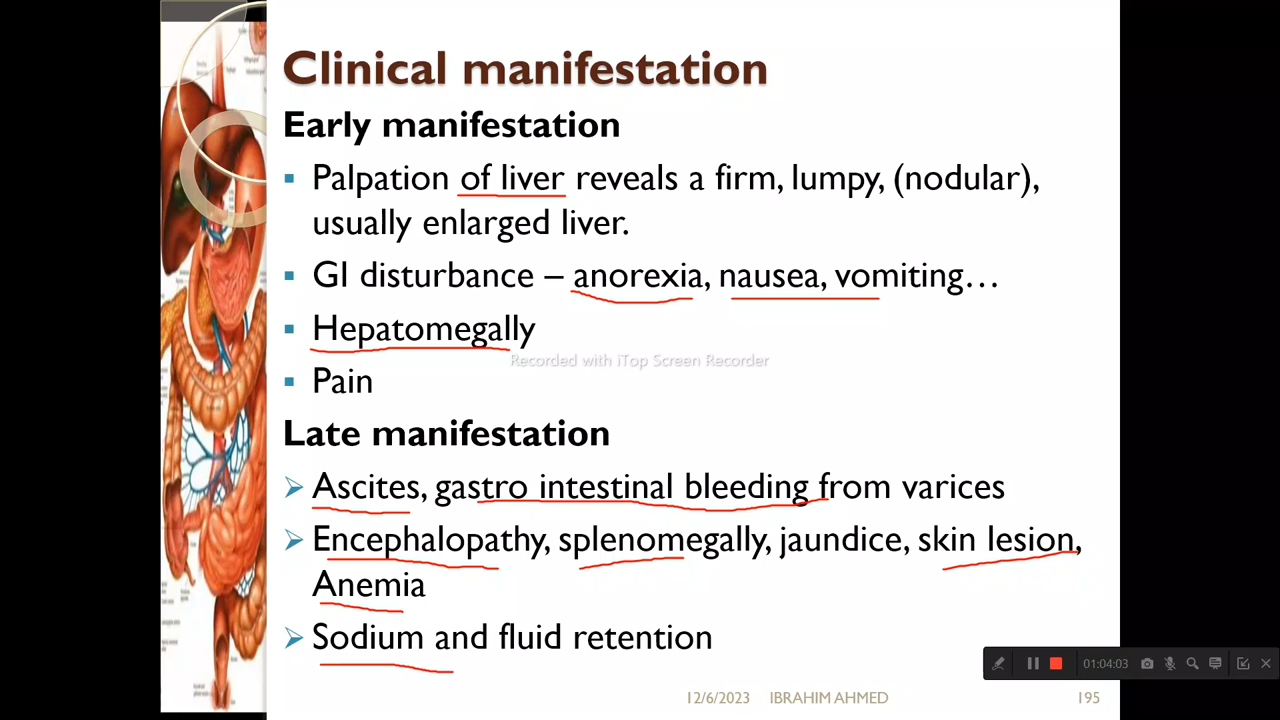 Clinical manifestation
Early manifestation
▪ Palpation of liver reveals a firm, lumpy, (nodular),
usually enlarged liver.
▪ GI disturbance – anorexia, nausea, vomiting…
▪ Hepatomegally
Recorded with iTop Screen Recorder
▪ Pain
Late manifestation
➢ Ascites, gastro intestinal bleeding from varices
➢ Encephalopathy, splenomegally, jaundice, skin lesion,
Anemia
➢ Sodium and fluid retention
01:04:03
12/6/2023 IBRAHIM AHMED 195